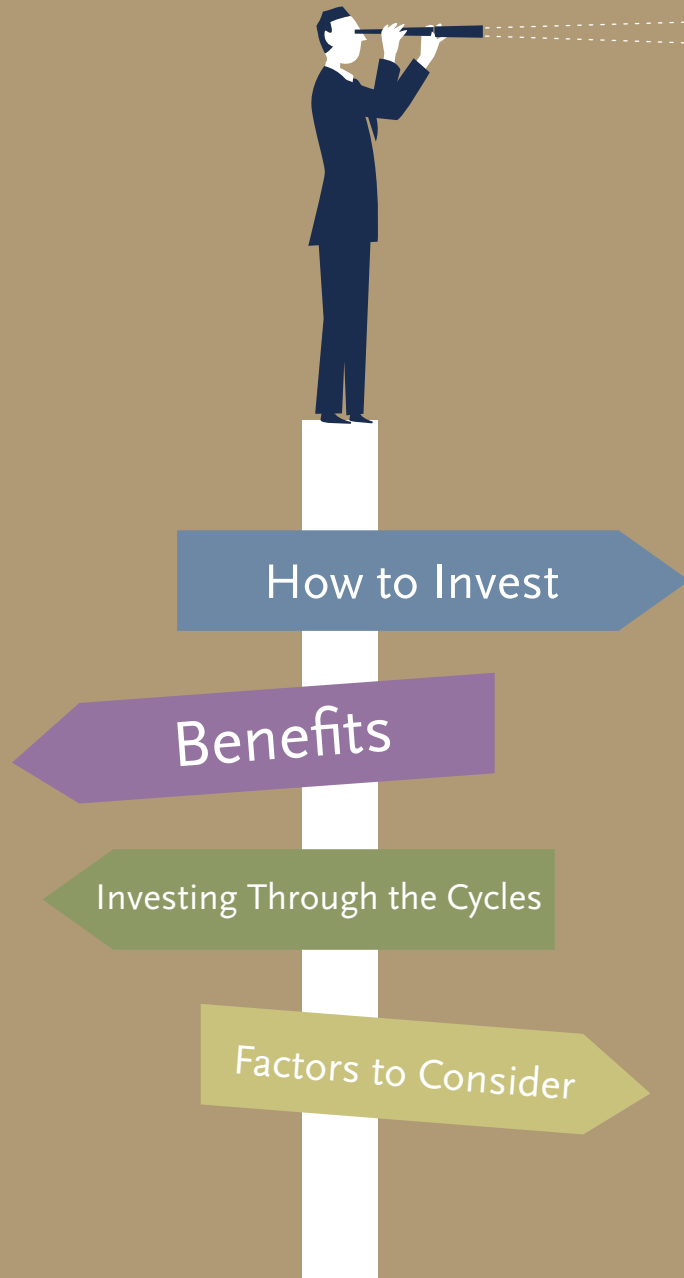 How to Invest
Benefits
Investing Through the Cycles
Factors to Consider